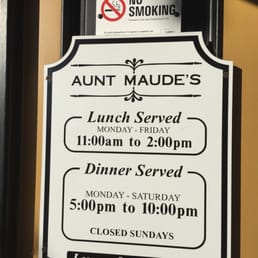 NO
SMOKING
AUNT MAUDE'S
Lunch Served
MONDAY - FRIDAY
11:00am to 2:00pm
Dinner Served
MONDAY - SATURDAY
5:00pm to 10:00pm
CLOSED SUNDAYS